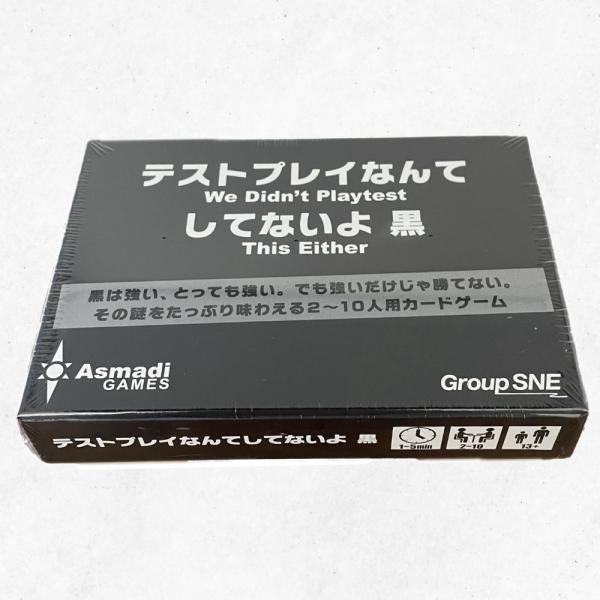 テストプレイなんて
We Didn't Playtest
してないよ 黒
This Either
黒は強い、とっても強い。でも強いだけじゃ勝てない。
その謎をたっぷり味わえる2〜10人用カードゲーム
Asmadi
GAMES
Group SNE
テストプレイなんてしてないよ 黒
1~5min
2~10
13+